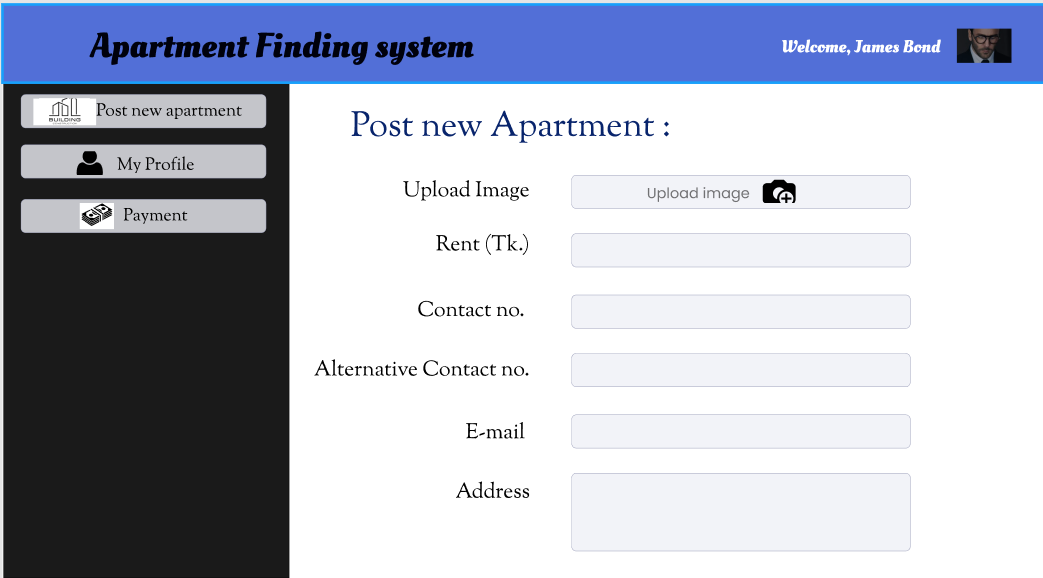 Apartment Finding system
Welcome, James Bond
BUILDING
Post new apartment
My Profile
Payment
Post new Apartment :
Upload Image
Upload image
Rent (Tk.)
Contact no.
Alternative Contact no.
E-mail
Address